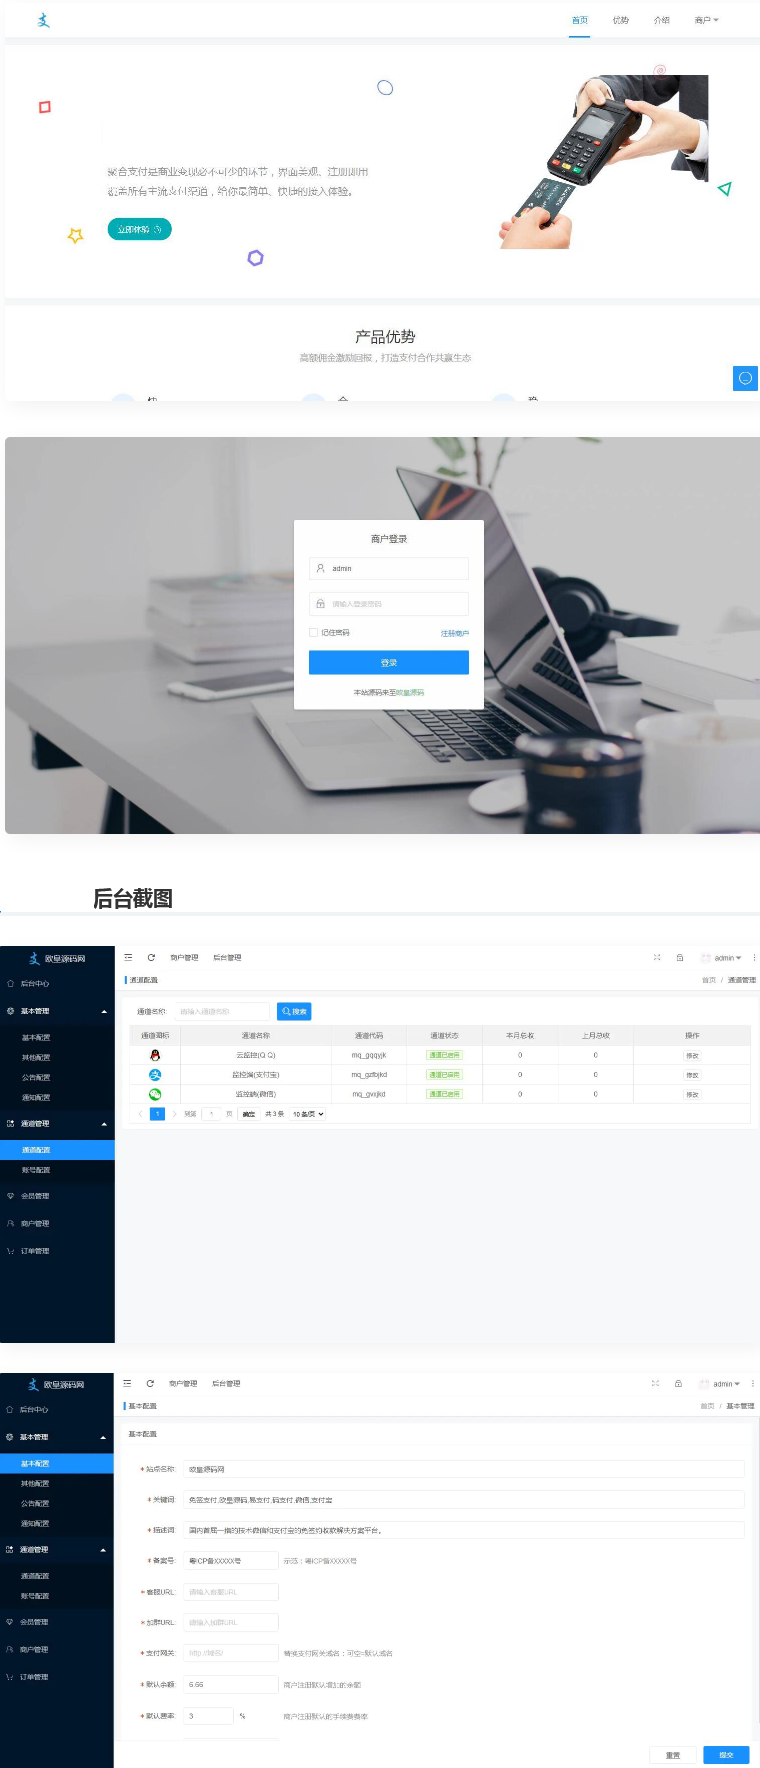 首页 优势 介绍 商户
聚合支付是商业变现必不可少的环节，界面美观、注册即用
覆盖所有主流支付渠道，给你最简单、快捷的接入体验。
立即体验
产品优势
高额佣金激励回报，打造支付合作共赢生态
商户登录
admin
请输入登录密码
记住密码 注册商户
登录
本站源码来至欧皇源码
后台截图
欧皇源码网 商户管理 后台管理 admin
后台中心 通道配置 首页 / 通道管理
基本管理 通道名称: 请输入通道名称 搜索
基本配置 通道图标 通道名称 通道代码 通道状态 本月总收 上月总收 操作
其他配置 云监控(Q Q) mq_gqqyjk 通道已启用 0 0 修改
公告配置 监控端(支付宝) mq_gzfbjkd 通道已启用 0 0 修改
通知配置 监控端(微信) mq_gvxjkd 通道已启用 0 0 修改
1 到第 1 页 确定 共 3 条 10 条/页
通道管理
通道配置
账号配置
会员管理
商户管理
订单管理
欧皇源码网 商户管理 后台管理 admin
后台中心 基本配置 首页 / 基本管理
基本管理 基本配置
基本配置
其他配置
公告配置
通知配置
通道管理
通道配置
账号配置
会员管理
商户管理
订单管理
* 站点名称: 欧皇源码网
* 关键词: 免签支付,欧皇源码,易支付,码支付,微信,支付宝
* 描述词: 国内首屈一指的技术微信和支付宝的免签约收款解决方案平台。
* 备案号: 粤ICP备XXXXX号 示范：粤ICP备XXXXX号
* 客服URL: 请输入客服URL
* 加群URL: 请输入加群URL
* 支付网关: http://域名/ 替换支付网关域名；可空=默认域名
* 默认余额: 6.66 商户注册默认增加的余额
* 默认费率: 3 % 商户注册默认的手续费费率
重置 提交